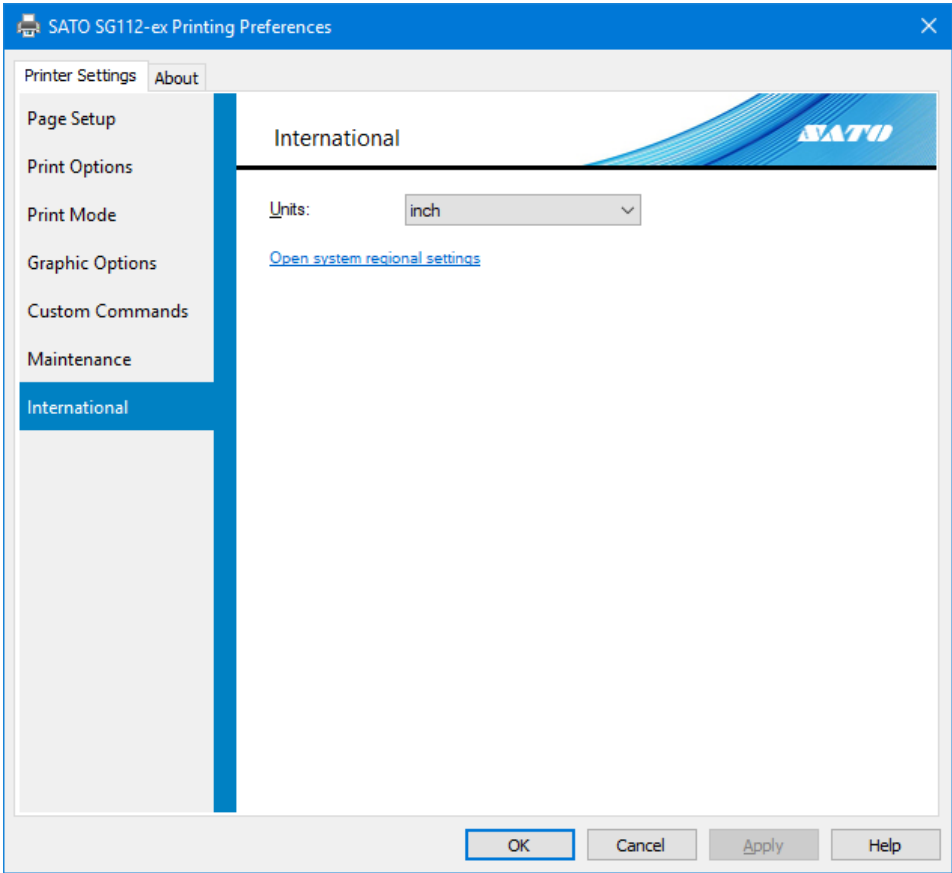 SATO SG112-ex Printing Preferences
Printer Settings
About
Page Setup
Print Options
Print Mode
Graphic Options
Custom Commands
Maintenance
International
International
SATO
Units:
inch
Open system regional settings
OK
Cancel
Apply
Help